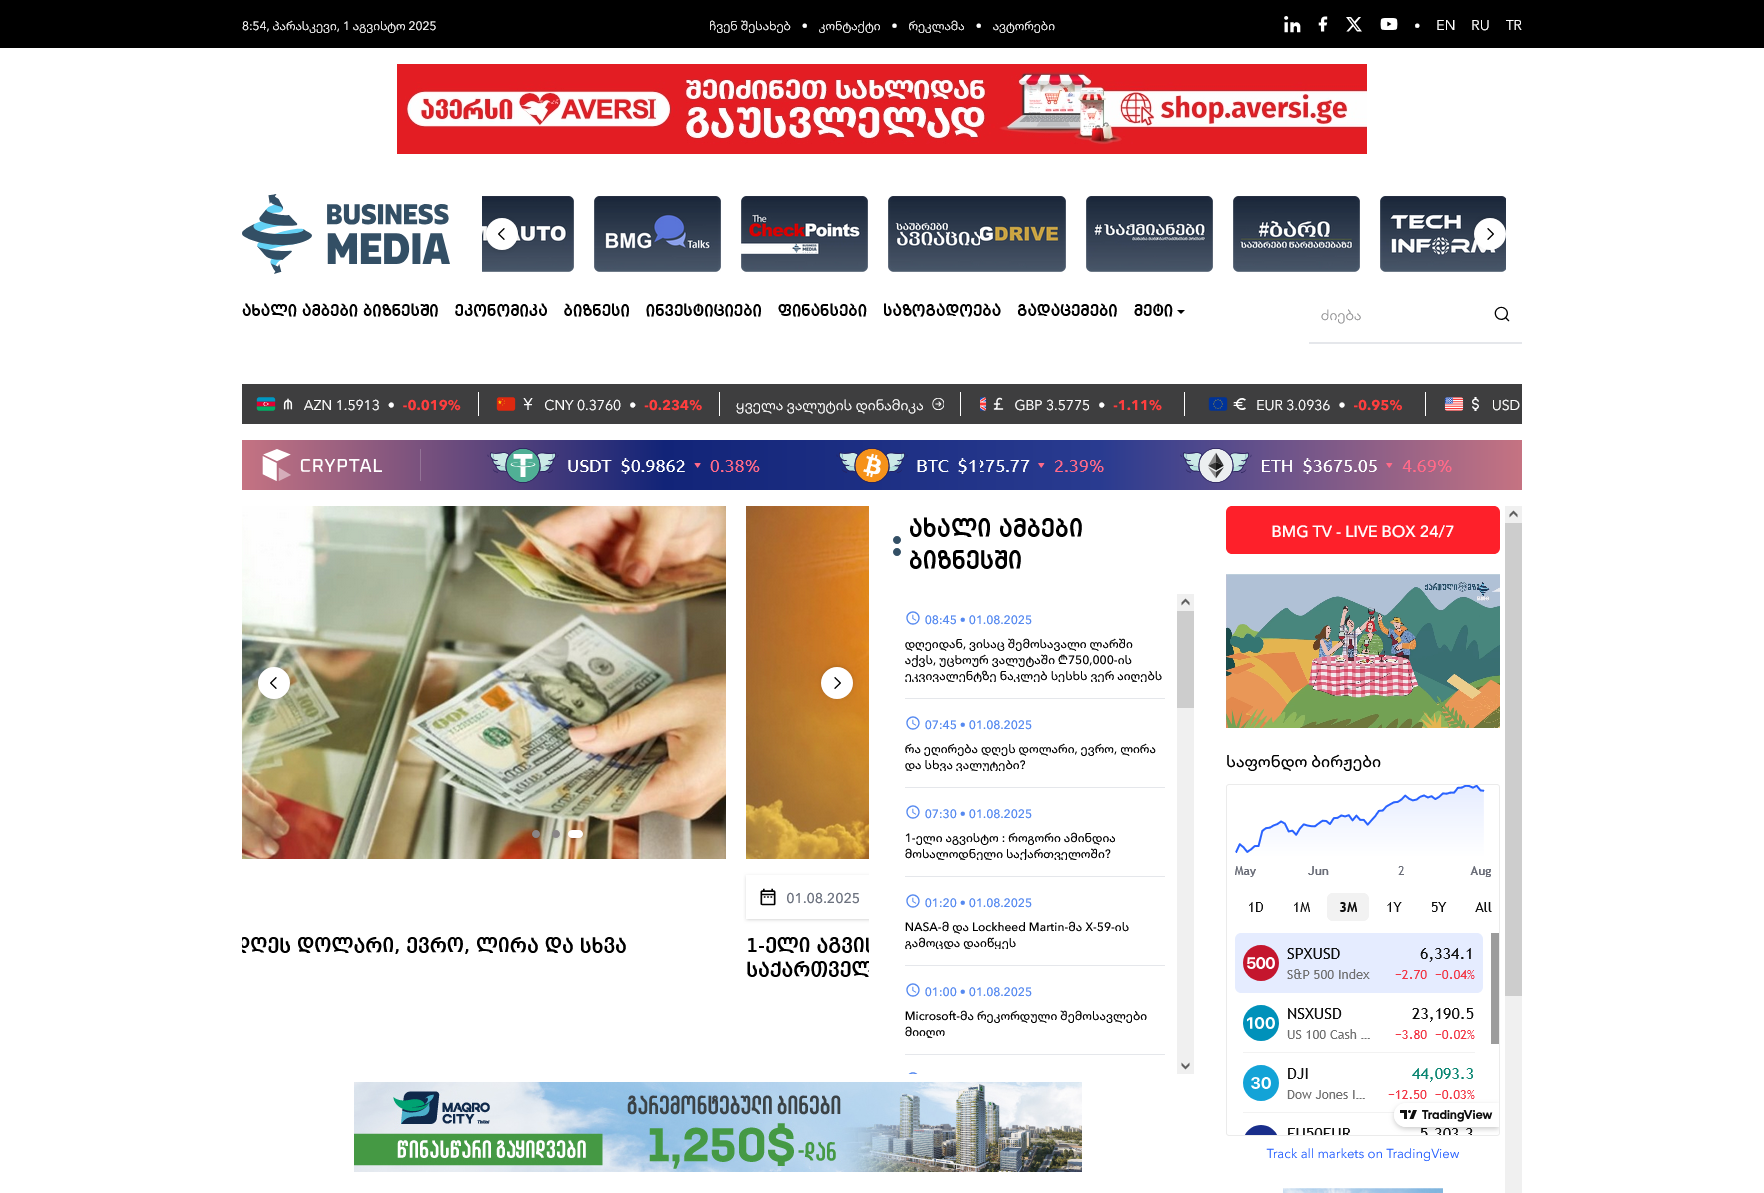 8:54, პარასკევი, 1 აგვისტო 2025
ჩვენ შესახებ • კონტაქტი • რეკლამა • ავტორები
• EN RU TR
ავერსი AVERSI
შეიძინეთ სახლიდან
გაუსვლელად
shop.aversi.ge
BUSINESS
MEDIA
AUTO
BMG Talks
The
CheckPoints
საუბრები
ავიაცია
GDRIVE
#საქმიანები
#ბარი
საუბრები წარმატებაზე
TECH
INFORM
ახალი ამბები ბიზნესში ეკონომიკა ბიზნესი ინვესტიციები ფინანსები საზოგადოება გადაცემები მეტი
ძიება
₼ AZN 1.5913 • -0.019%
¥ CNY 0.3760 • -0.234%
ყველა ვალუტის დინამიკა
£ GBP 3.5775 • -1.11%
€ EUR 3.0936 • -0.95%
$ USD
CRYPTAL
USDT $0.9862 0.38%
BTC 2.39%
ETH $3675.05 4.69%
დღეს დოლარი, ევრო, ლირა და სხვა
01.08.2025
1-ელი
ახალი ამბები
ბიზნესში
08:45 • 01.08.2025
დღეიდან, ვისაც შემოსავალი ლარში
აქვს, უცხოურ ვალუტაში ₾750,000-ის
ეკვივალენტზე ნაკლებ სესხს ვერ აიღებს
07:45 • 01.08.2025
რა ეღირება დღეს დოლარი, ევრო, ლირა
და სხვა ვალუტები?
07:30 • 01.08.2025
1-ელი აგვისტო : როგორი ამინდია
მოსალოდნელი საქართველოში?
01:20 • 01.08.2025
NASA-მ და Lockheed Martin-მა X-59-ის
გამოცდა დაიწყეს
01:00 • 01.08.2025
Microsoft-მა რეკორდული შემოსავლები
მიიღო
BMG TV - LIVE BOX 24/7
საფონდო ბირჟები
May Jun 2 Aug
1D 1M 3M 1Y 5Y All
500 SPXUSD 6,334.1
S&P 500 Index −2.70 −0.04%
100 NSXUSD 23,190.5
US 100 Cash ... −3.80 −0.02%
30 DJI 44,093.3
Dow Jones I... −12.50 −0.03%
TradingView
EU50EUR 5,303.3
Track all markets on TradingView
MAQRO
CITY
წინასწარი გაყიდვები
გარემონტებული ბინები
1,250$-დან